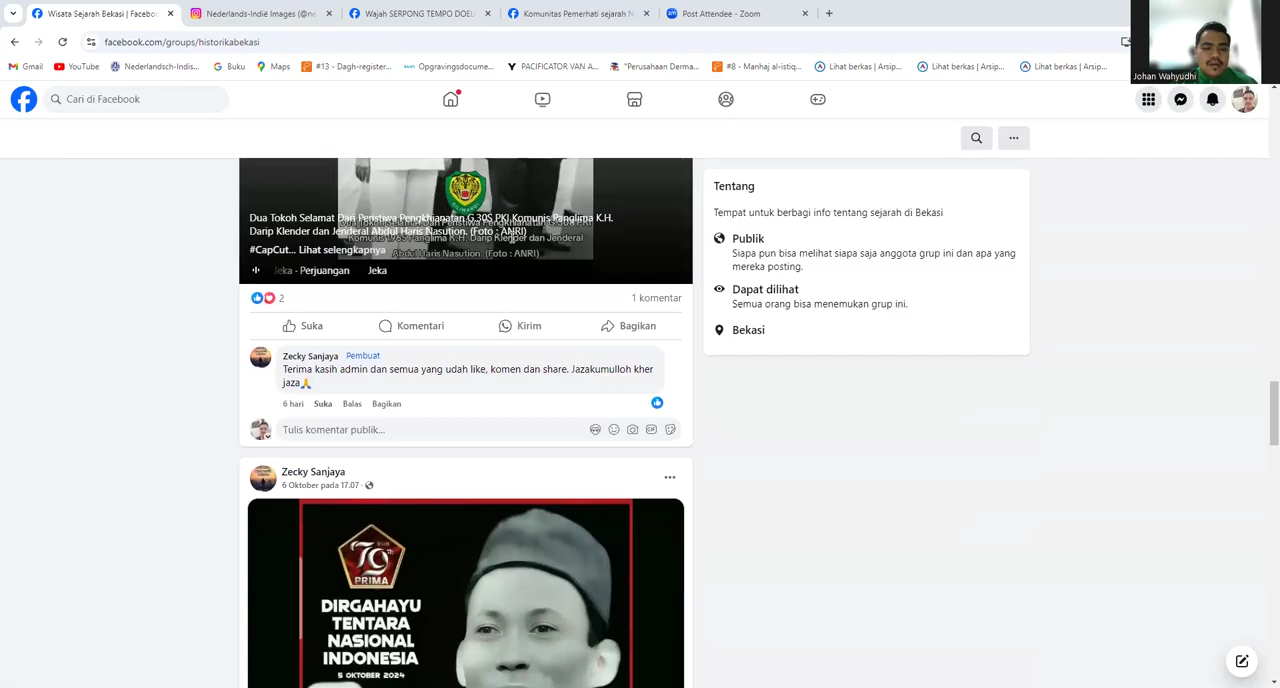 Wisata Sejarah Bekasi | Faceboo
Nederlands-Indië Images (@ne
Wajah SERPONG TEMPO DOEL
Komunitas Pemerhati sejarah N
Post Attendee - Zoom
facebook.com/groups/historikabekasi
Gmail
YouTube
Nederlandsch-Indis...
Buku
Maps
#13 - Dagh-register...
Opgravingsdocume...
PACIFICATOR VAN A...
"Perusahaan Derma...
#8 - Manhaj al-istiq...
Lihat berkas | Arsip...
Lihat berkas | Arsip...
Lihat berkas | Arsip...
Johan Wahyudhi
Cari di Facebook
Dua Tokoh Selamat Dan Peristiwa Pengkhianatan G.30S PKI Komunis Panglima K.H.
Darip Klender dan Jenderal Abdul Haris Nasution. (Foto : ANRI)
#CapCut... Lihat selengkapnya
Komunis 1965 Panglima K.H. Darip Klender dan Jenderal
Abdul Haris Nasution. (Foto : ANRI)
Jeka - Perjuangan
Jeka
2
1 komentar
Suka
Komentari
Kirim
Bagikan
Zecky Sanjaya Pembuat
Terima kasih admin dan semua yang udah like, komen dan share. Jazakumulloh kher
jaza🙏
6 hari Suka Balas Bagikan
Tulis komentar publik...
GIF
Zecky Sanjaya
6 Oktober pada 17.07 ·
79TH
PRIMA
DIRGAHAYU
TENTARA
NASIONAL
INDONESIA
5 OKTOBER 2024
Tentang
Tempat untuk berbagi info tentang sejarah di Bekasi
Publik
Siapa pun bisa melihat siapa saja anggota grup ini dan apa yang
mereka posting.
Dapat dilihat
Semua orang bisa menemukan grup ini.
Bekasi